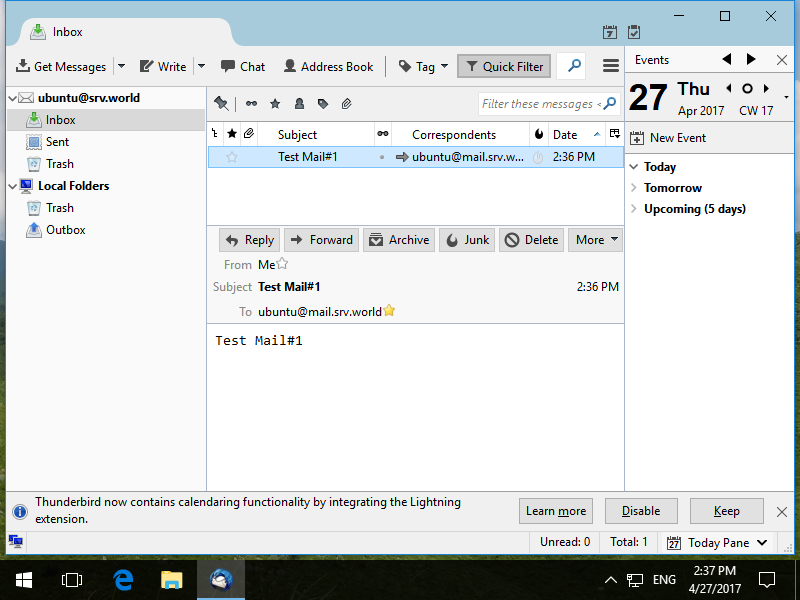 Inbox
Get Messages
Write
Chat
Address Book
Tag
Quick Filter
Events
ubuntu@srv.world
Inbox
Sent
Trash
Local Folders
Trash
Outbox
Filter these messages <
27
Thu
Apr 2017
CW 17
Subject
Correspondents
Date
New Event
Test Mail#1
ubuntu@mail.srv.w...
2:36 PM
Today
Tomorrow
Upcoming (5 days)
Reply
Forward
Archive
Junk
Delete
More
From Me
Subject Test Mail#1 2:36 PM
To ubuntu@mail.srv.world
Test Mail#1
Thunderbird now contains calendaring functionality by integrating the Lightning
extension.
Learn more
Disable
Keep
Unread: 0
Total: 1
27
Today Pane
ENG
2:37 PM
4/27/2017